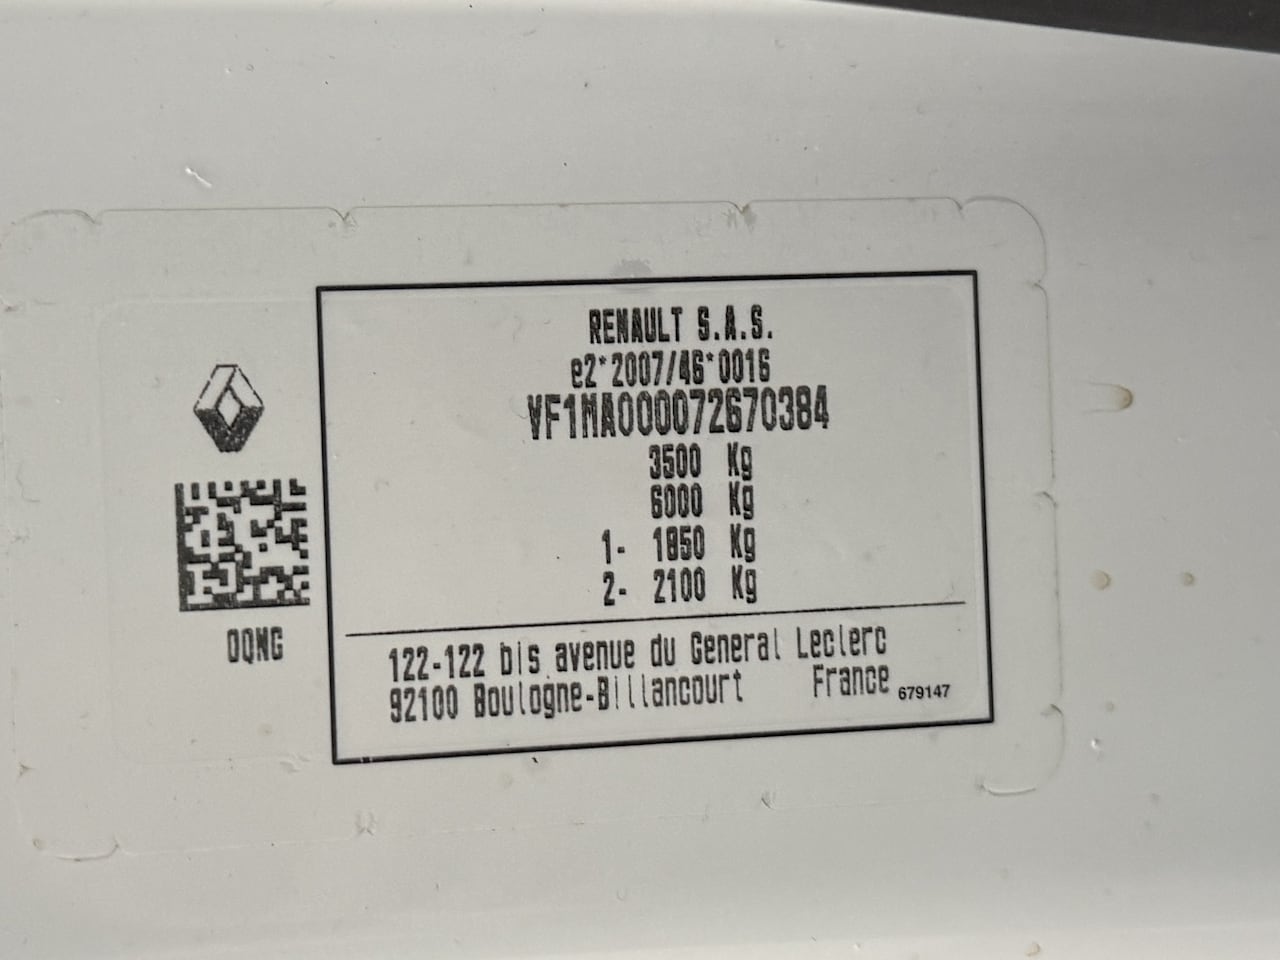 RENAULT S.A.S.
e2*2007/46*0016
VF1MA000072670384
3500 Kg
6000 Kg
1- 1850 Kg
2- 2100 Kg
OQNG
122-122 bis avenue du General Leclerc
92100 Boulogne-Billancourt France 679147